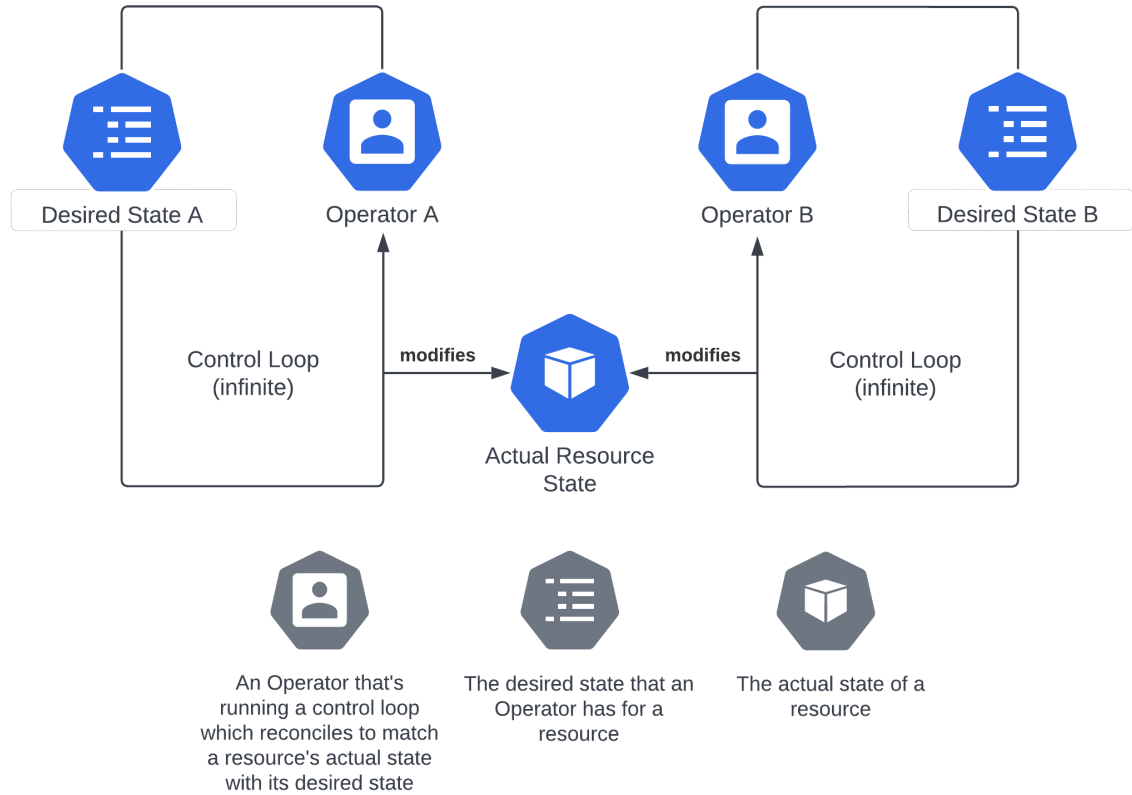 Desired State A
Operator A
Operator B
Desired State B
Control Loop
(infinite)
modifies
modifies
Control Loop
(infinite)
Actual Resource
State
An Operator that's
running a control loop
which reconciles to match
a resource's actual state
with its desired state
The desired state that an
Operator has for a
resource
The actual state of a
resource